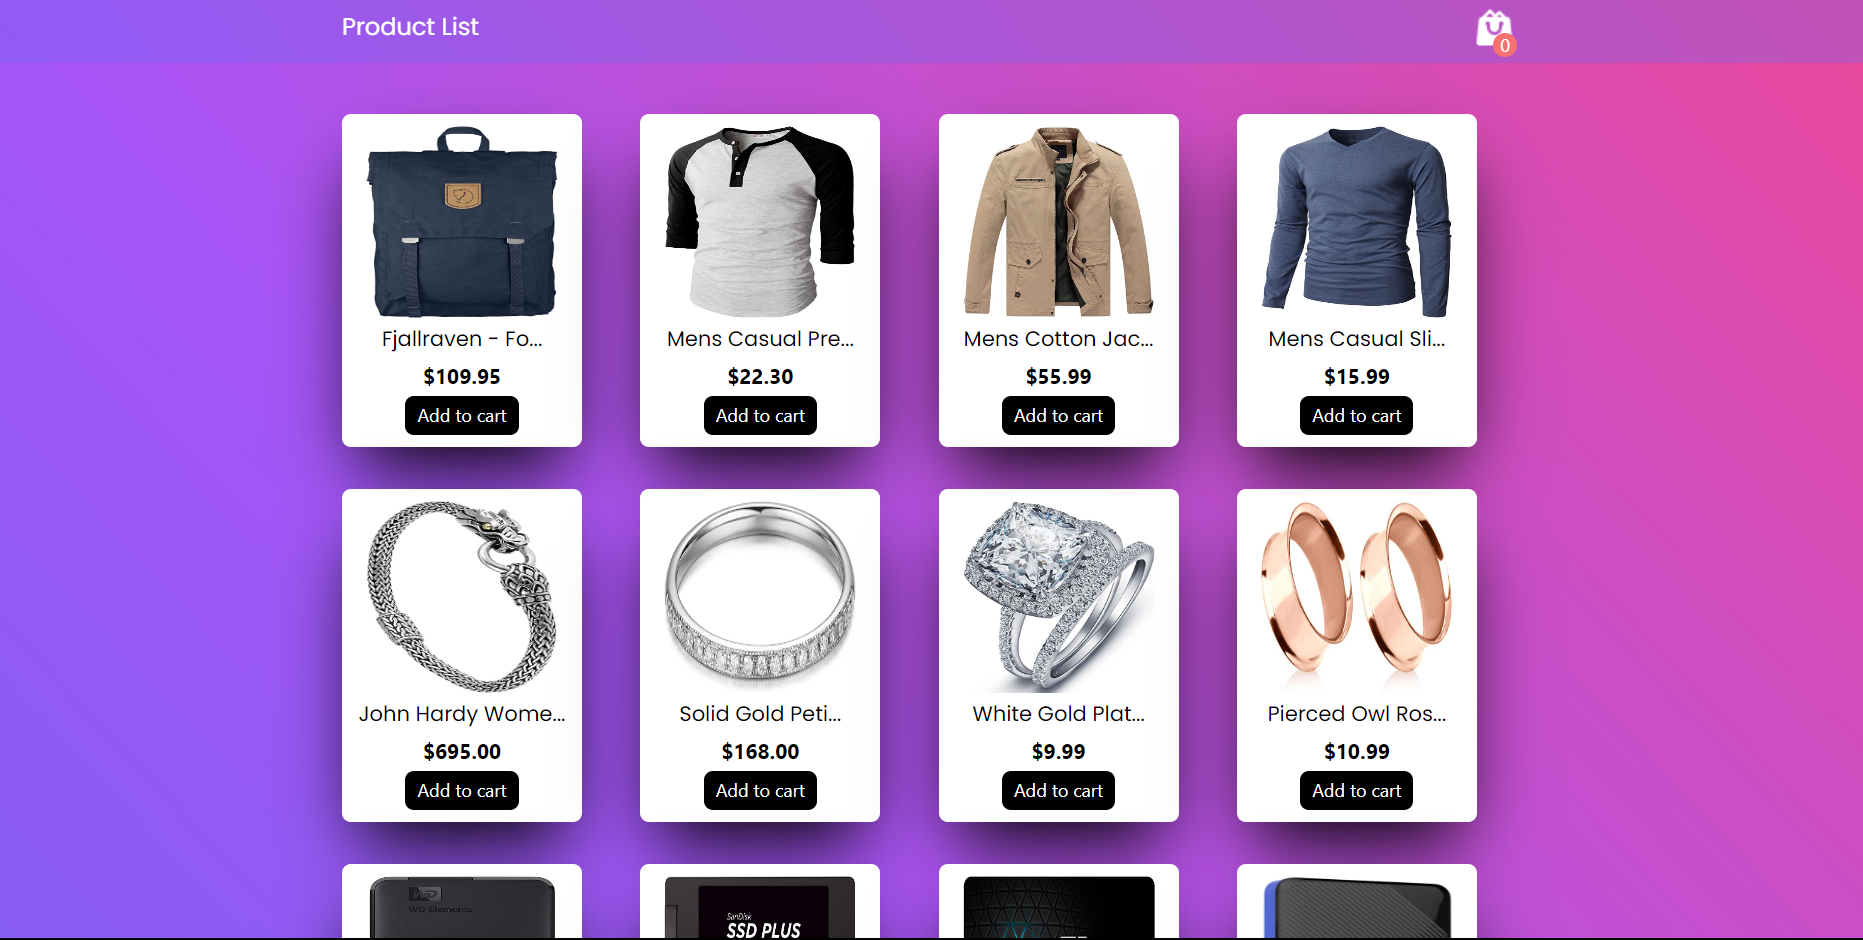 Product List
0
Fjallraven - Fo...
$109.95
Add to cart
Mens Casual Pre...
$22.30
Add to cart
Mens Cotton Jac...
$55.99
Add to cart
Mens Casual Sli...
$15.99
Add to cart
John Hardy Wome...
$695.00
Add to cart
Solid Gold Peti...
$168.00
Add to cart
White Gold Plat...
$9.99
Add to cart
Pierced Owl Ros...
$10.99
Add to cart
WD
WD Elements
SanDisk
SSD PLUS